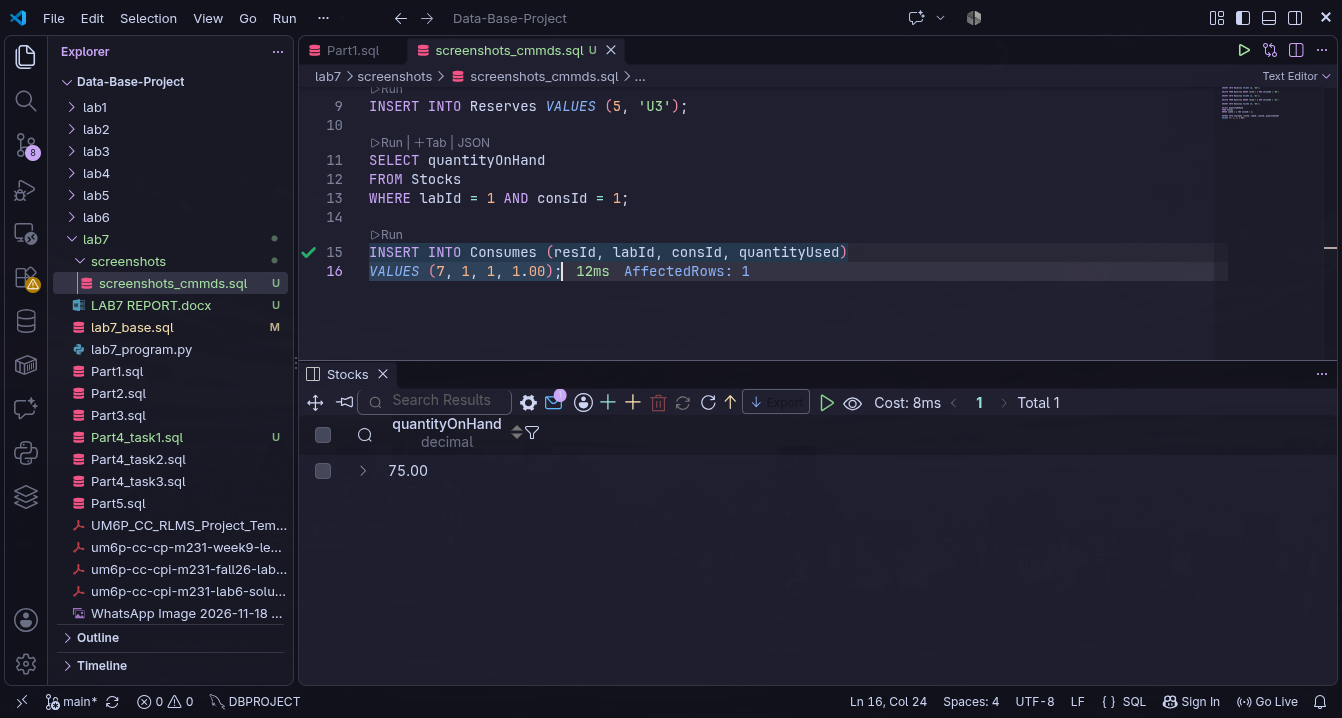 File Edit Selection View Go Run ··· Data-Base-Project
Explorer ···
Data-Base-Project
lab1
lab2
lab3
lab4
lab5
lab6
lab7
screenshots
screenshots_cmmds.sql U
LAB7 REPORT.docx U
lab7_base.sql M
lab7_program.py
Part1.sql
Part2.sql
Part3.sql
Part4_task1.sql U
Part4_task2.sql
Part4_task3.sql
Part5.sql
UM6P_CC_RLMS_Project_Tem...
um6p-cc-cp-m231-week9-le...
um6p-cc-cpi-m231-fall26-lab...
um6p-cc-cpi-m231-lab6-solu...
WhatsApp Image 2026-11-18 ...
Outline
Timeline
8
Part1.sql screenshots_cmmds.sql U
lab7 > screenshots > screenshots_cmmds.sql > ... Text Editor
Run
9 INSERT INTO Reserves VALUES (5, 'U3');
10
Run | +Tab | JSON
11 SELECT quantityOnHand
12 FROM Stocks
13 WHERE labId = 1 AND consId = 1;
14
Run
15 INSERT INTO Consumes (resId, labId, consId, quantityUsed)
16 VALUES (7, 1, 1, 1.00); 12ms AffectedRows: 1
Stocks ···
Search Results Export Cost: 8ms < 1 > Total 1
quantityOnHand
decimal
75.00
main* 0 0 DBPROJECT Ln 16, Col 24 Spaces: 4 UTF-8 LF { } SQL Sign In Go Live